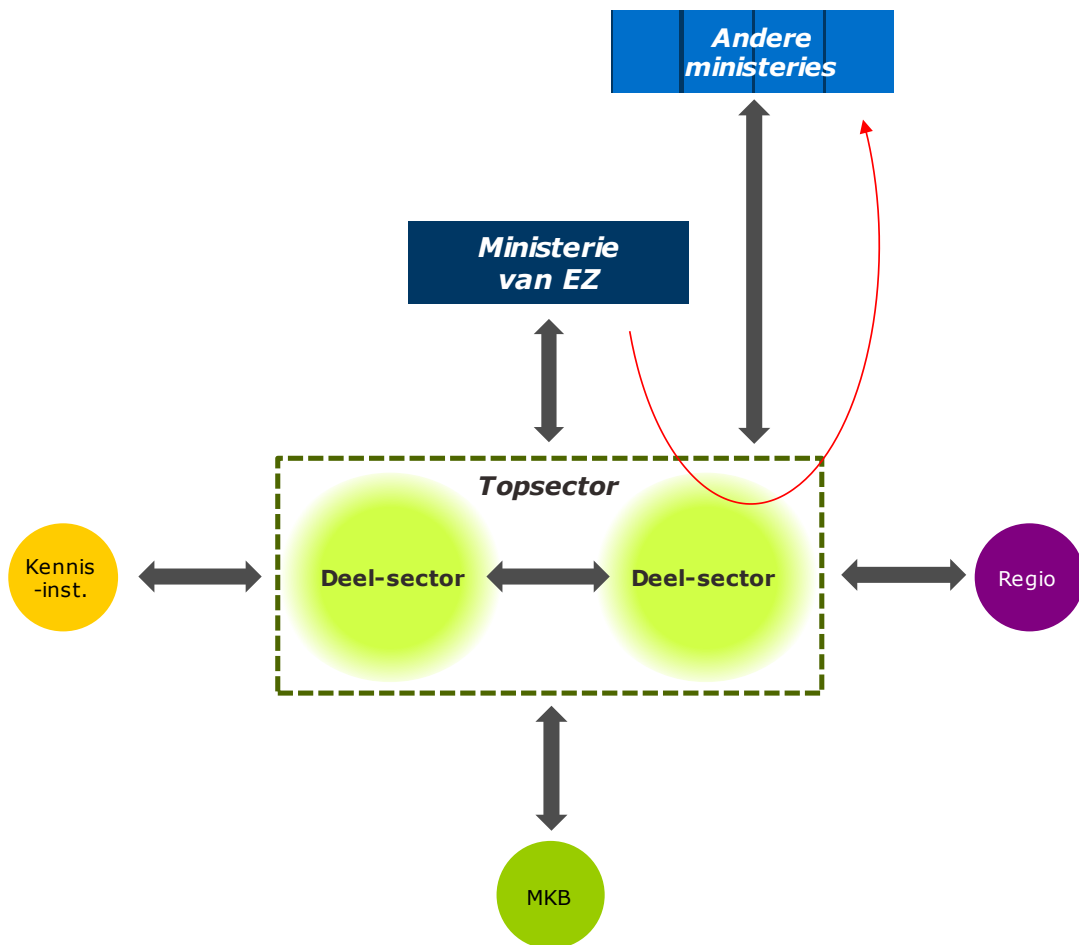 Andere
ministeries
Ministerie
van EZ
Topsector
Deel-sector
Deel-sector
Kennis
-inst.
Regio
MKB